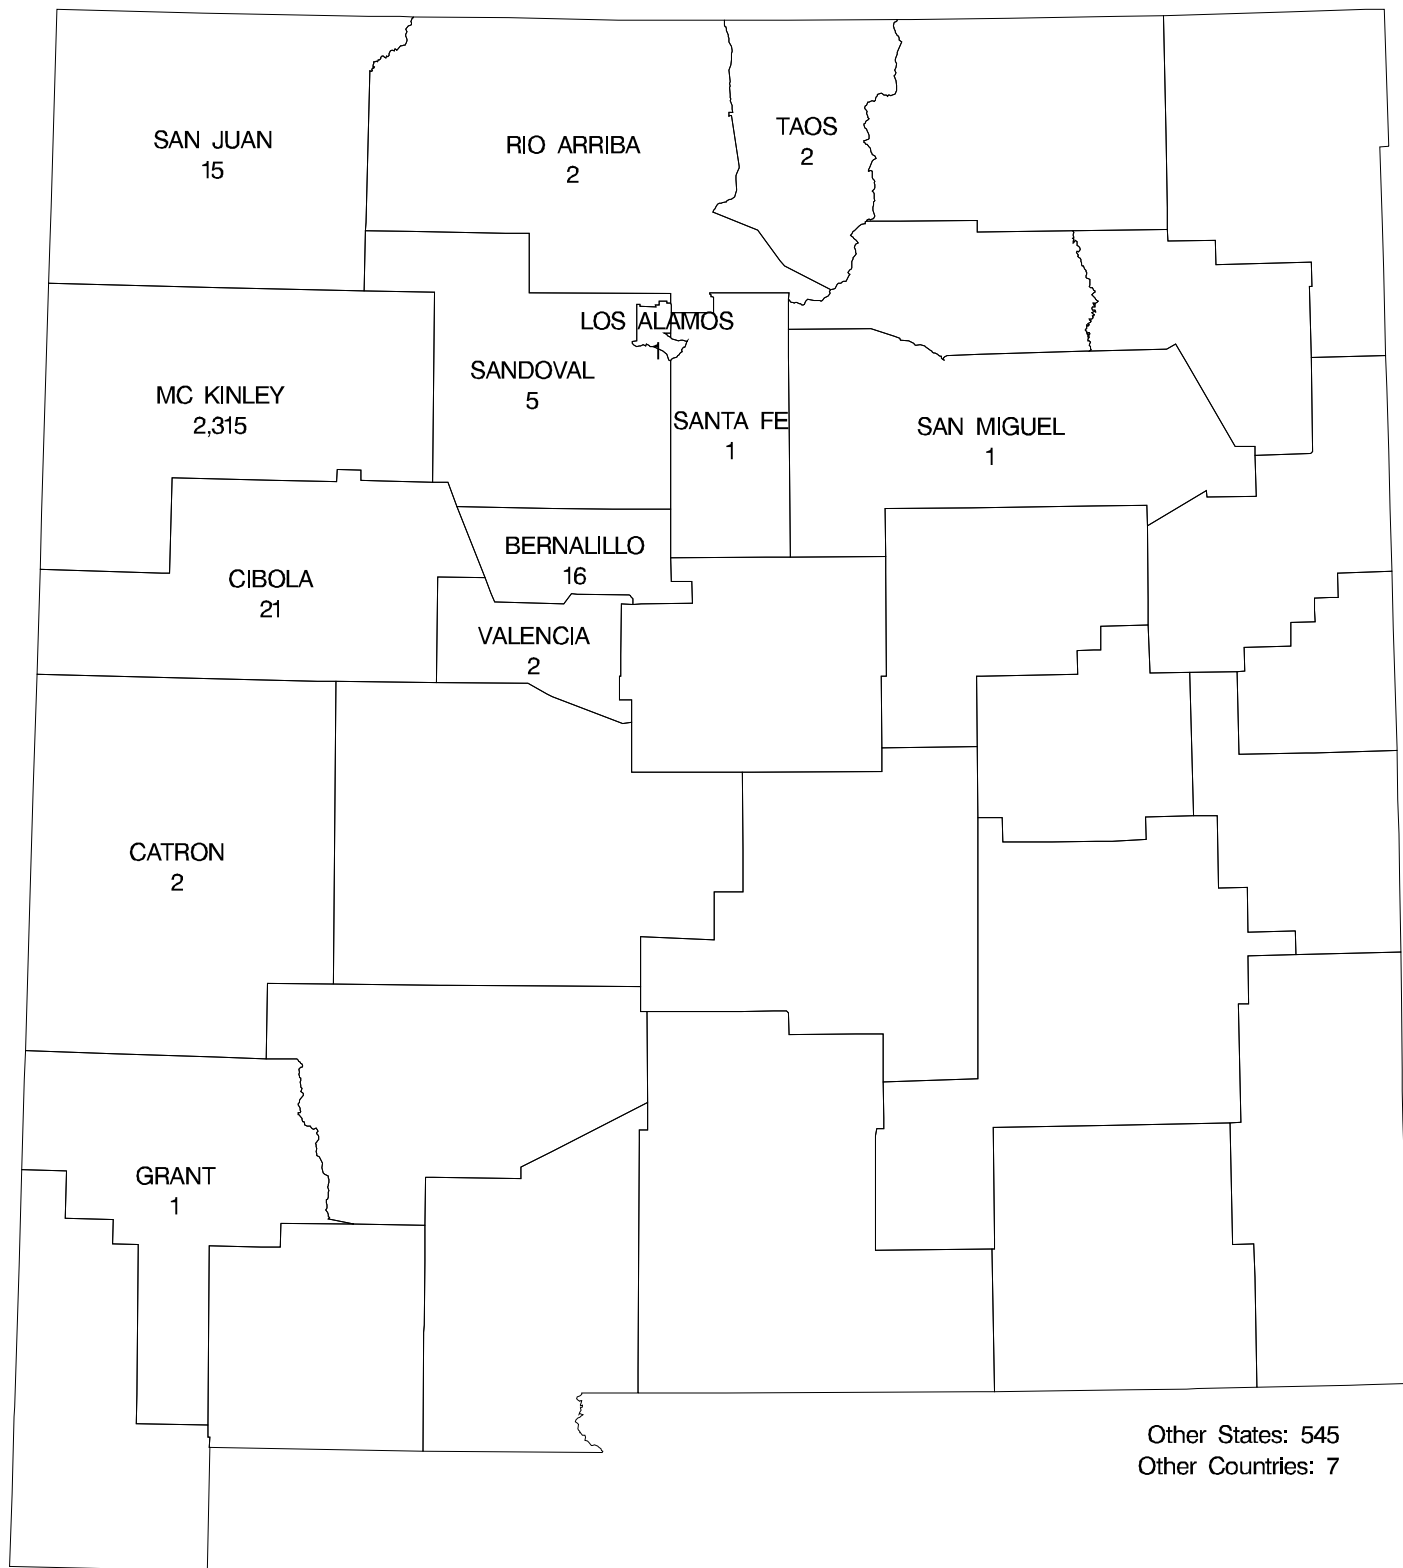 SAN JUAN
15
RIO ARRIBA
2
TAOS
2
LOS ALAMOS
1
SANDOVAL
5
MC KINLEY
2,315
SANTA FE
1
SAN MIGUEL
1
BERNALILLO
16
CIBOLA
21
VALENCIA
2
CATRON
2
GRANT
1
Other States: 545
Other Countries: 7